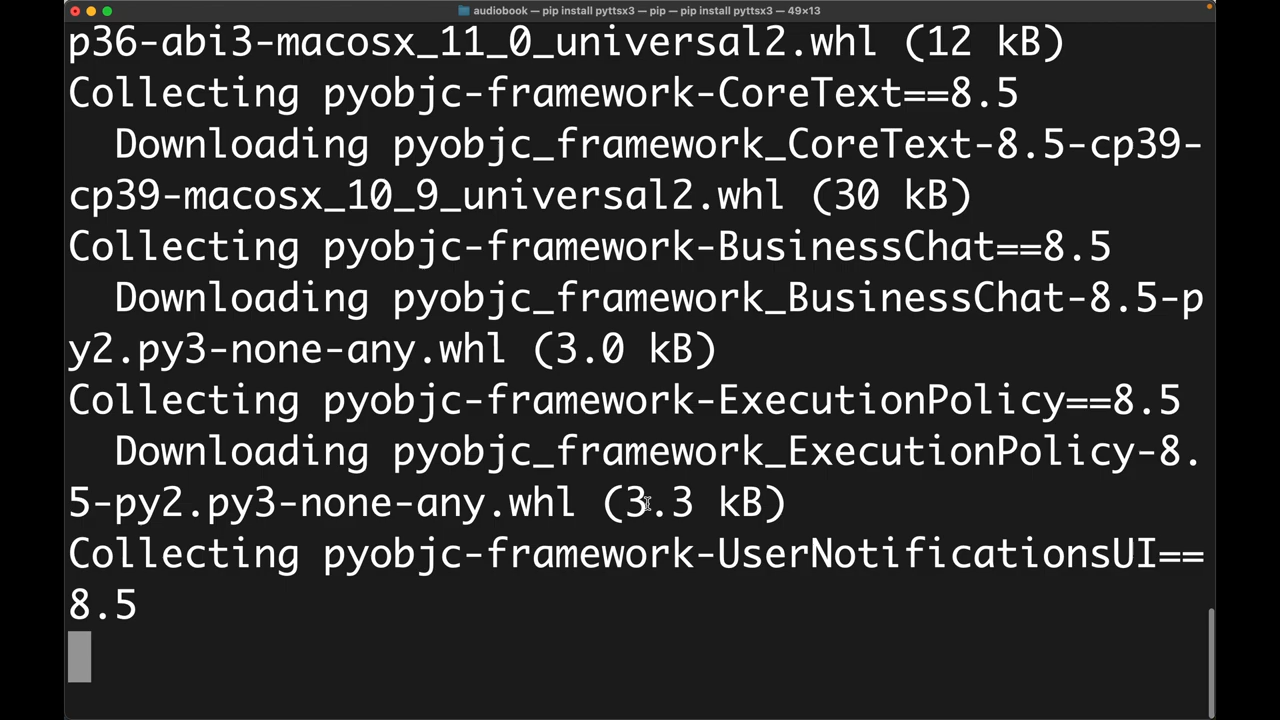 audiobook — pip install pyttsx3 — pip — pip install pyttsx3 — 49×13
p36-abi3-macosx_11_0_universal2.whl (12 kB)
Collecting pyobjc-framework-CoreText==8.5
  Downloading pyobjc_framework_CoreText-8.5-cp39-
cp39-macosx_10_9_universal2.whl (30 kB)
Collecting pyobjc-framework-BusinessChat==8.5
  Downloading pyobjc_framework_BusinessChat-8.5-p
y2.py3-none-any.whl (3.0 kB)
Collecting pyobjc-framework-ExecutionPolicy==8.5
  Downloading pyobjc_framework_ExecutionPolicy-8.
5-py2.py3-none-any.whl (3.3 kB)
Collecting pyobjc-framework-UserNotificationsUI==
8.5